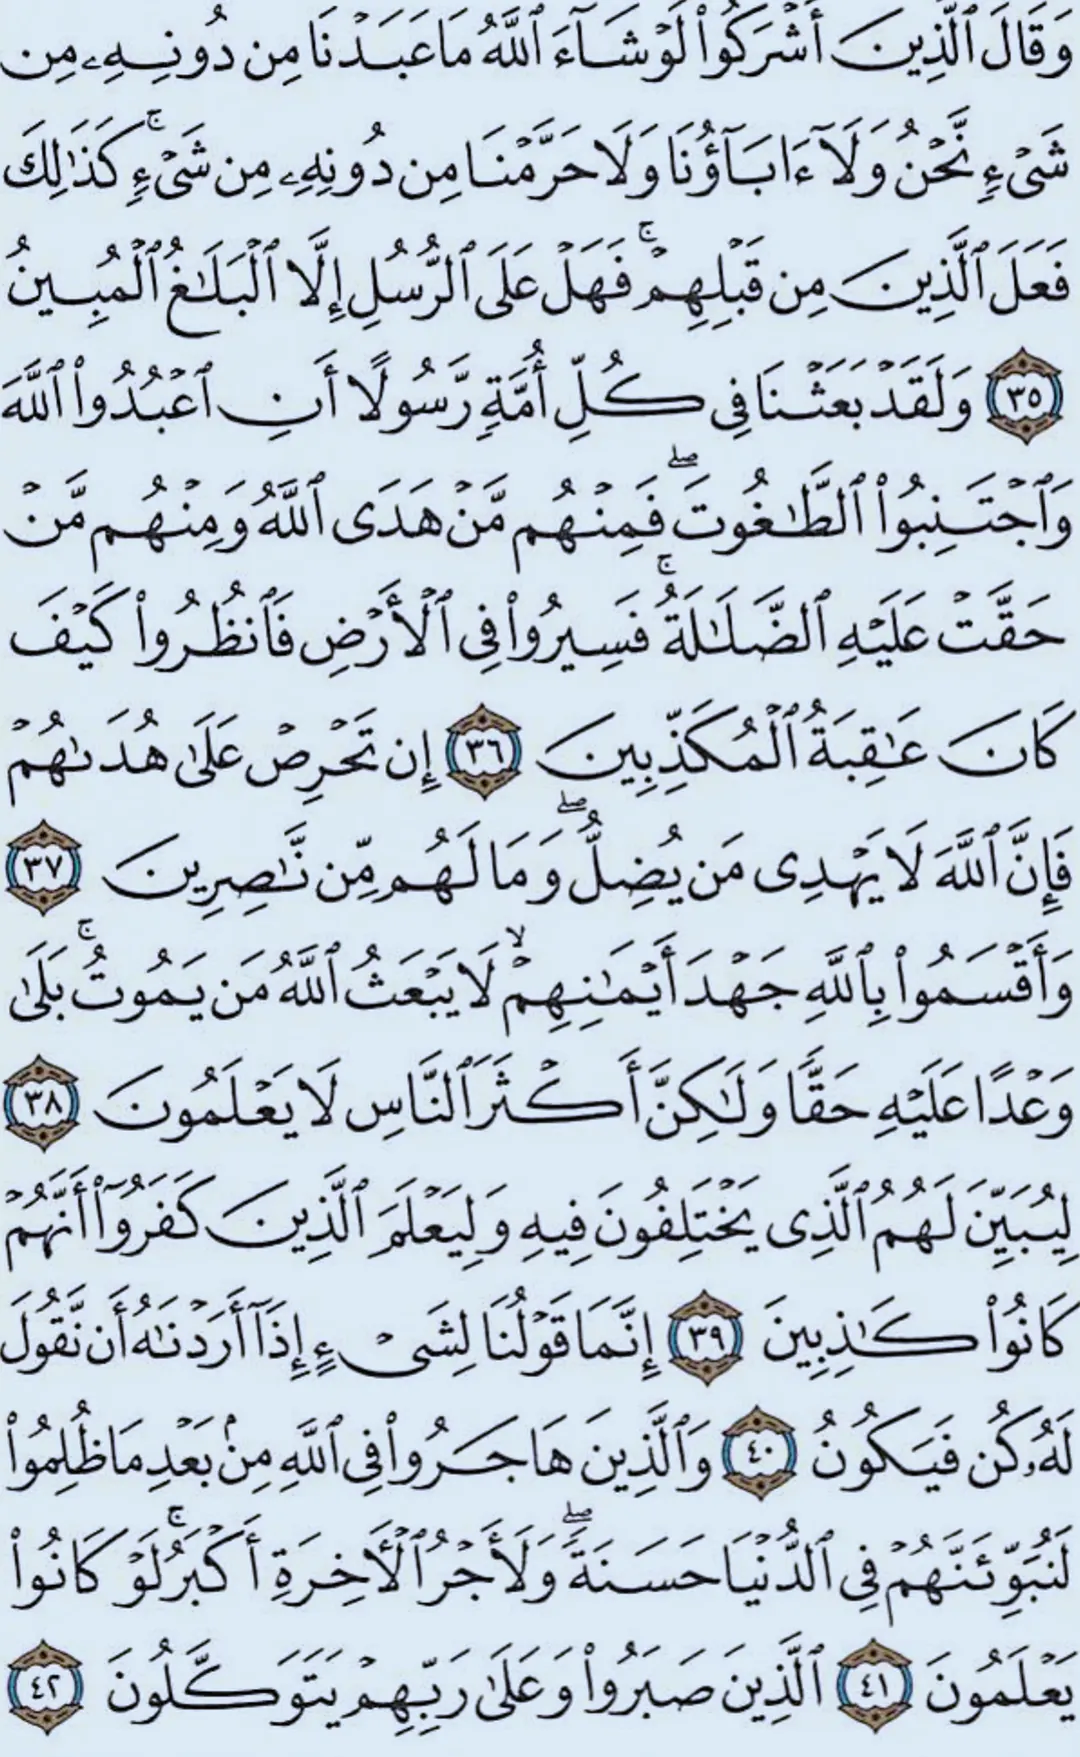 وَقَالَ ٱلَّذِينَ أَشْرَكُوا۟ لَوْ شَآءَ ٱللَّهُ مَا عَبَدْنَا مِن دُونِهِۦ مِن
شَىْءٍ نَّحْنُ وَلَآ ءَابَآؤُنَا وَلَا حَرَّمْنَا مِن دُونِهِۦ مِن شَىْءٍ ۚ كَذَٰلِكَ
فَعَلَ ٱلَّذِينَ مِن قَبْلِهِمْ ۚ فَهَلْ عَلَى ٱلرُّسُلِ إِلَّا ٱلْبَلَـٰغُ ٱلْمُبِينُ
٣٥ وَلَقَدْ بَعَثْنَا فِى كُلِّ أُمَّةٍ رَّسُولًا أَنِ ٱعْبُدُوا۟ ٱللَّهَ
وَٱجْتَنِبُوا۟ ٱلطَّـٰغُوتَ ۖ فَمِنْهُم مَّنْ هَدَى ٱللَّهُ وَمِنْهُم مَّنْ
حَقَّتْ عَلَيْهِ ٱلضَّلَـٰلَةُ ۚ فَسِيرُوا۟ فِى ٱلْأَرْضِ فَٱنظُرُوا۟ كَيْفَ
كَانَ عَـٰقِبَةُ ٱلْمُكَذِّبِينَ ٣٦ إِن تَحْرِصْ عَلَىٰ هُدَىٰهُمْ
فَإِنَّ ٱللَّهَ لَا يَهْدِى مَن يُضِلُّ ۖ وَمَا لَهُم مِّن نَّـٰصِرِينَ ٣٧
وَأَقْسَمُوا۟ بِٱللَّهِ جَهْدَ أَيْمَـٰنِهِمْ ۙ لَا يَبْعَثُ ٱللَّهُ مَن يَمُوتُ ۚ بَلَىٰ
وَعْدًا عَلَيْهِ حَقًّا وَلَـٰكِنَّ أَكْثَرَ ٱلنَّاسِ لَا يَعْلَمُونَ ٣٨
لِيُبَيِّنَ لَهُمُ ٱلَّذِى يَخْتَلِفُونَ فِيهِ وَلِيَعْلَمَ ٱلَّذِينَ كَفَرُوٓا۟ أَنَّهُمْ
كَانُوا۟ كَـٰذِبِينَ ٣٩ إِنَّمَا قَوْلُنَا لِشَىْءٍ إِذَآ أَرَدْنَـٰهُ أَن نَّقُولَ
لَهُۥ كُن فَيَكُونُ ٤٠ وَٱلَّذِينَ هَاجَرُوا۟ فِى ٱللَّهِ مِنۢ بَعْدِ مَا ظُلِمُوا۟
لَنُبَوِّئَنَّهُمْ فِى ٱلدُّنْيَا حَسَنَةً ۖ وَلَأَجْرُ ٱلْـَٔاخِرَةِ أَكْبَرُ ۚ لَوْ كَانُوا۟
يَعْلَمُونَ ٤١ ٱلَّذِينَ صَبَرُوا۟ وَعَلَىٰ رَبِّهِمْ يَتَوَكَّلُونَ ٤٢